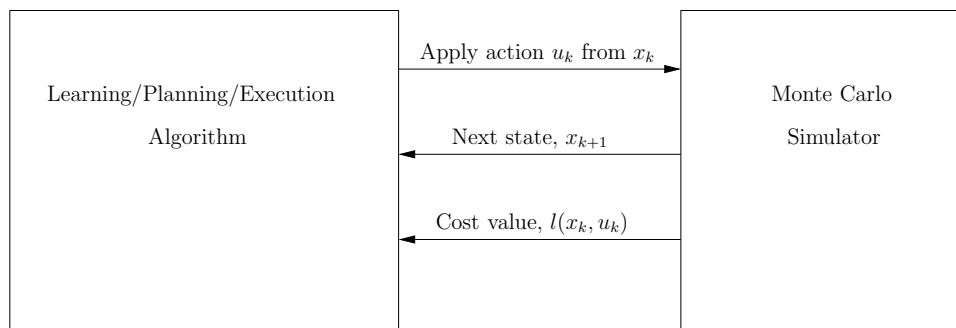 Learning/Planning/Execution
Algorithm
Apply action u_k from x_k
Next state, x_{k+1}
Cost value, l(x_k, u_k)
Monte Carlo
Simulator